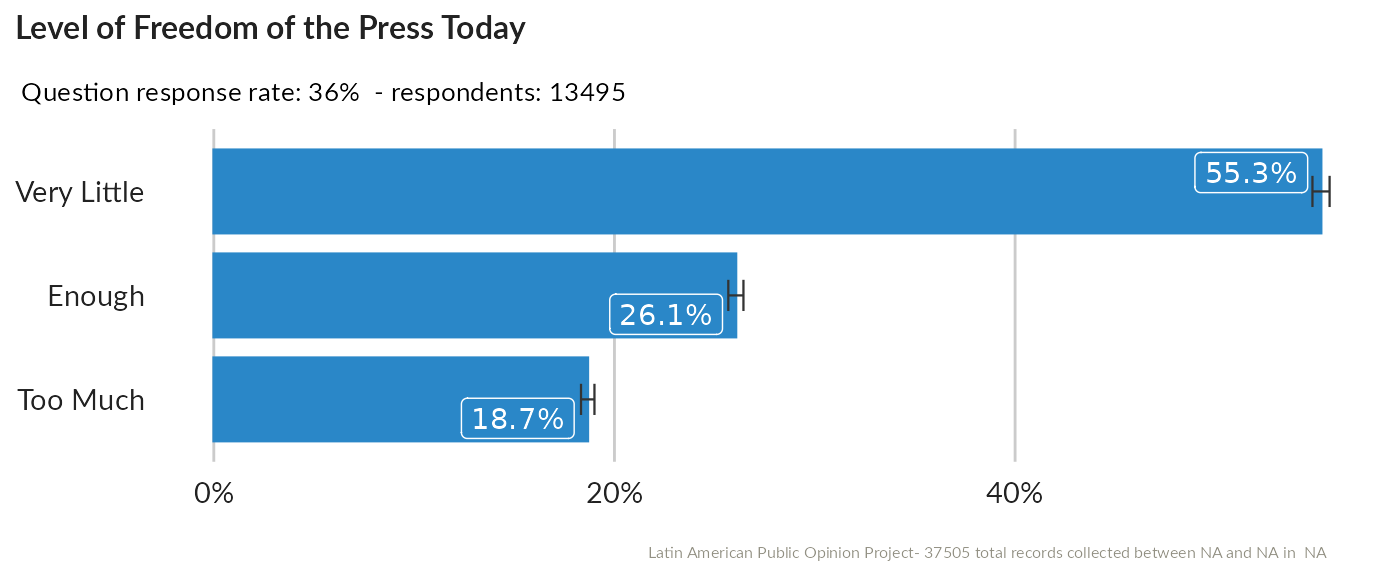 Level of Freedom of the Press Today
Question response rate: 36% - respondents: 13495
Very Little
55.3%
Enough
26.1%
Too Much
18.7%
0%
20%
40%
Latin American Public Opinion Project- 37505 total records collected between NA and NA in NA